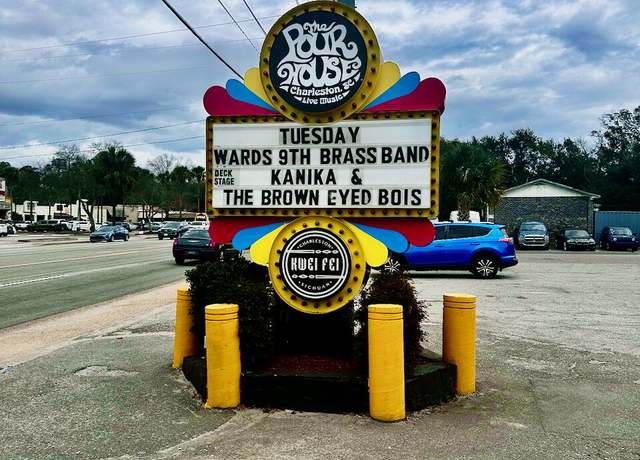 The
POUR
HOUSE
Charleston, SC
Live Music
TUESDAY
WARDS 9TH BRASS BAND
DECK STAGE
KANIKA &
THE BROWN EYED BOIS
CHARLESTON
KWEI FEI
SICHUAN